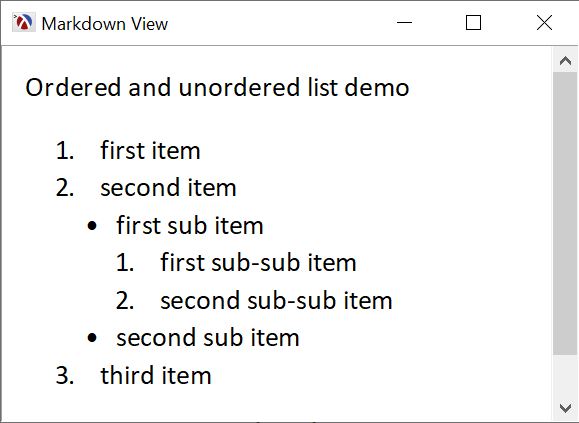 Markdown View
Ordered and unordered list demo
1. first item
2. second item
• first sub item
1. first sub-sub item
2. second sub-sub item
• second sub item
3. third item